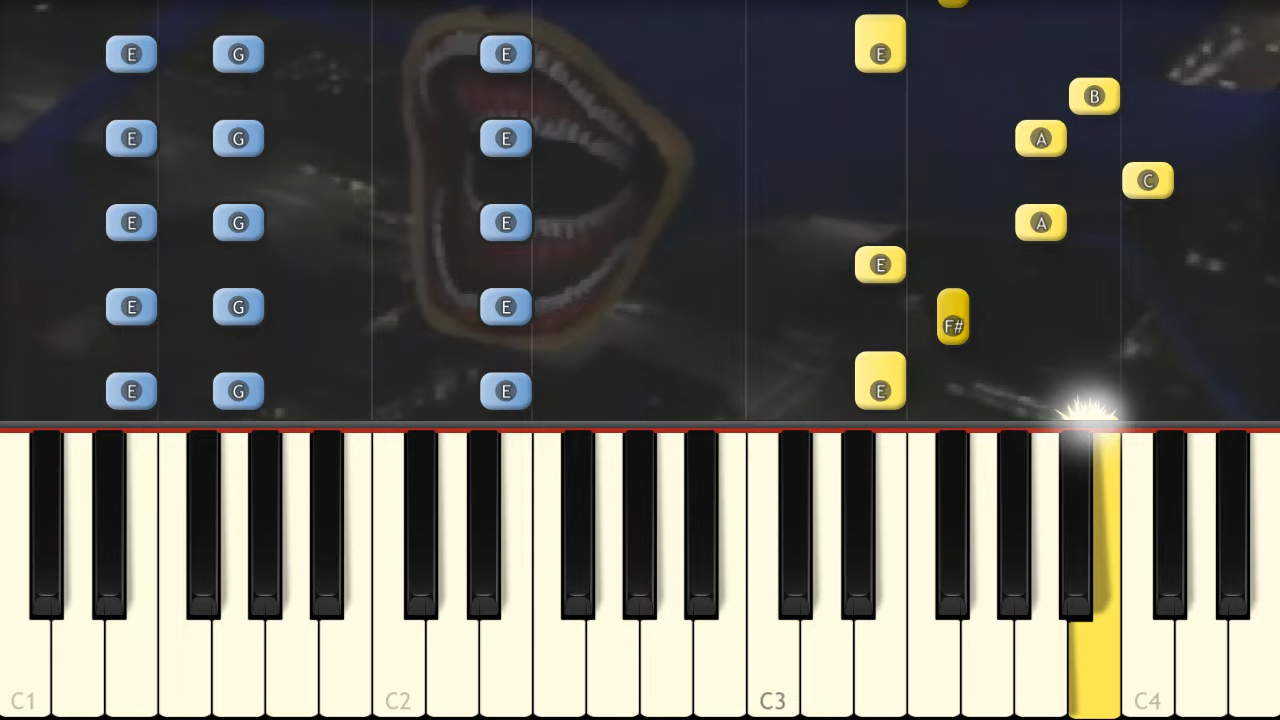 E G E E
B
E G E A
C
E G E A
E
E G E F#
E G E E
C1 C2 C3 C4